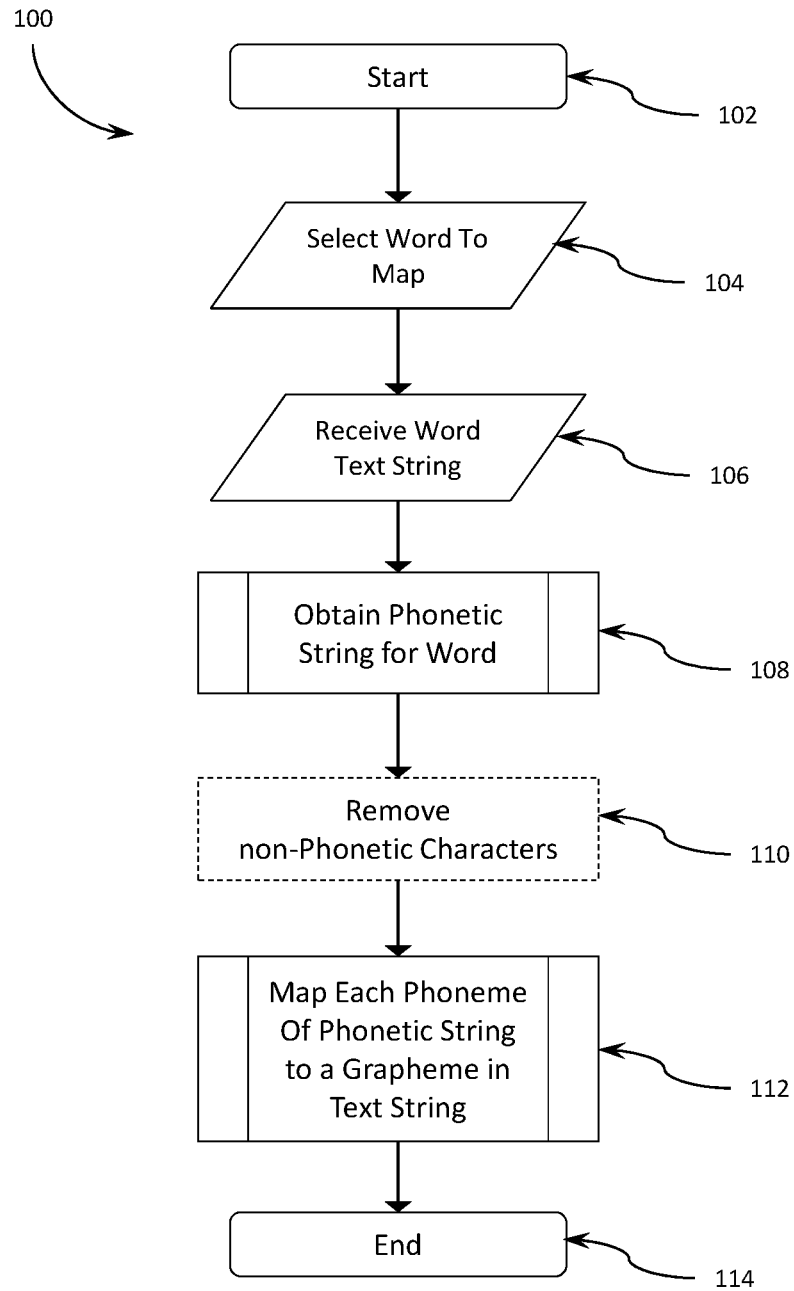 100
Start
102
Select Word To
Map
104
Receive Word
Text String
106
Obtain Phonetic
String for Word
108
Remove
non-Phonetic Characters
110
Map Each Phoneme
Of Phonetic String
to a Grapheme in
Text String
112
End
114